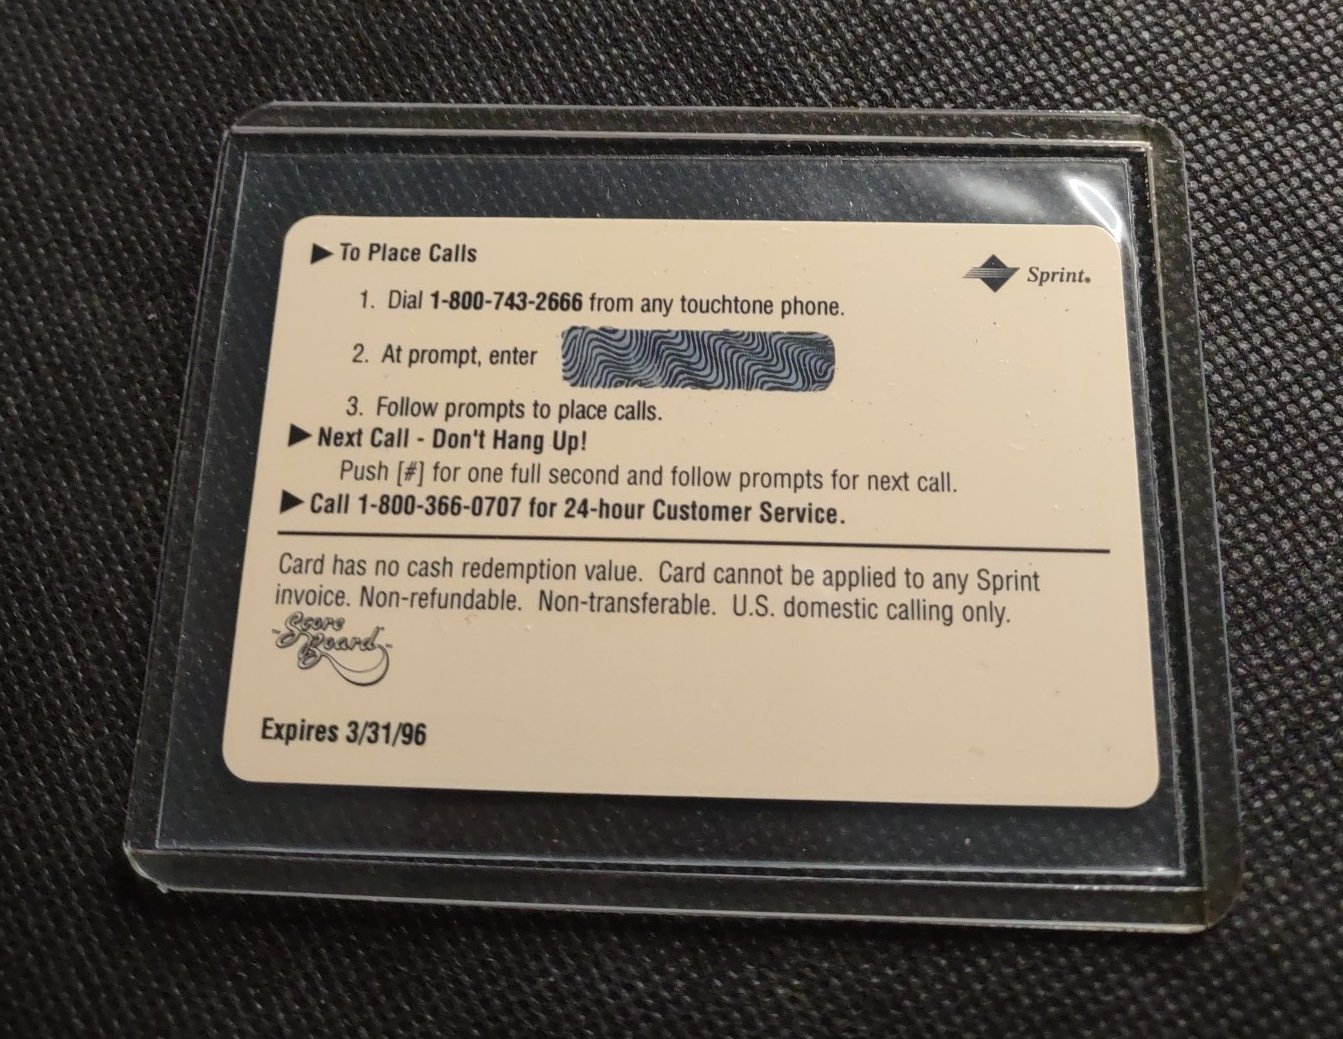 ▶ To Place Calls
Sprint®
1. Dial 1-800-743-2666 from any touchtone phone.
2. At prompt, enter
3. Follow prompts to place calls.
▶ Next Call - Don't Hang Up!
Push [#] for one full second and follow prompts for next call.
▶ Call 1-800-366-0707 for 24-hour Customer Service.
Card has no cash redemption value. Card cannot be applied to any Sprint
invoice. Non-refundable. Non-transferable. U.S. domestic calling only.
Score
Board
Expires 3/31/96